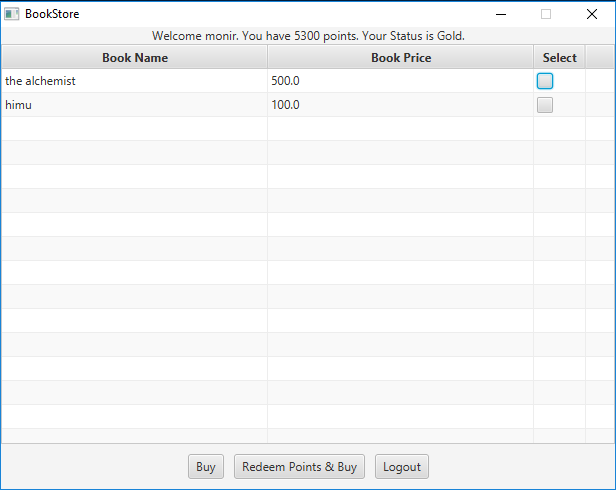 BookStore
Welcome monir. You have 5300 points. Your Status is Gold.
Book Name Book Price Select
the alchemist 500.0
himu 100.0
Buy Redeem Points & Buy Logout